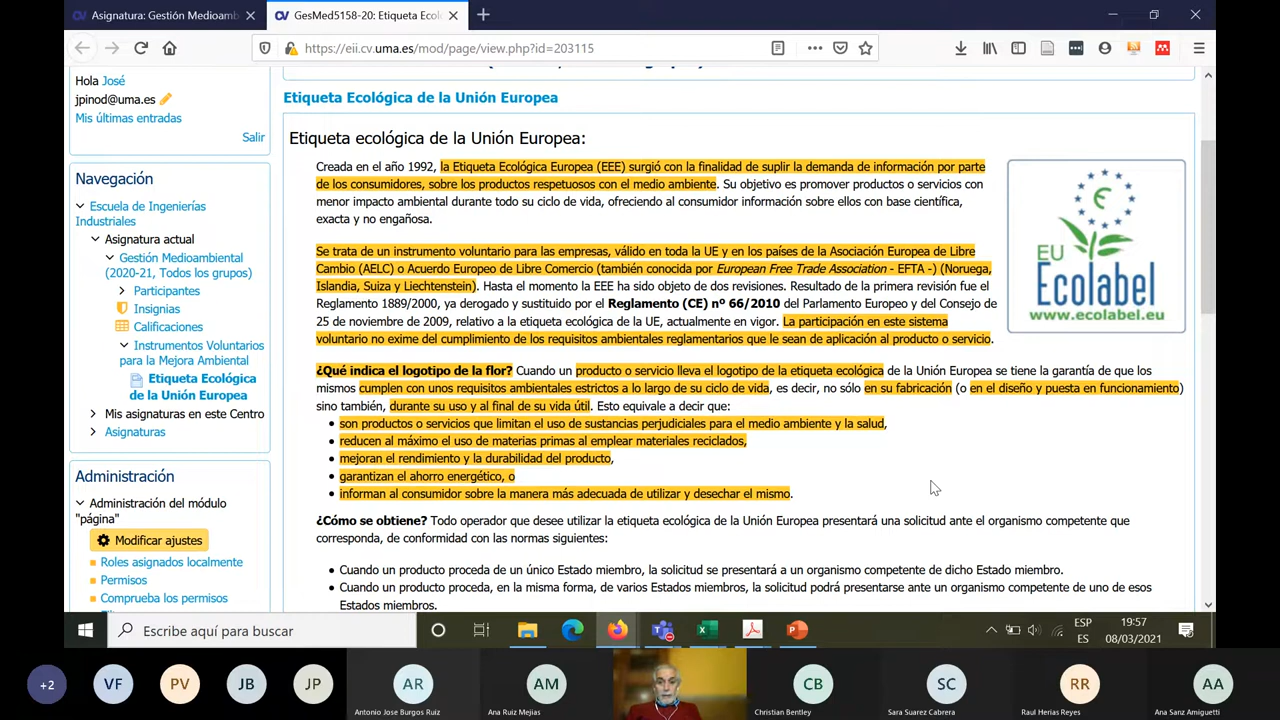 Asignatura: Gestión Medioamb
GesMed5158-20: Etiqueta Ecolo
https://eii.cv.uma.es/mod/page/view.php?id=203115
Hola José
jpinod@uma.es
Mis últimas entradas
Salir
Navegación
Escuela de Ingenierías
Industriales
Asignatura actual
Gestión Medioambiental
(2020-21, Todos los grupos)
Participantes
Insignias
Calificaciones
Instrumentos Voluntarios
para la Mejora Ambiental
Etiqueta Ecológica
de la Unión Europea
Mis asignaturas en este Centro
Asignaturas
Administración
Administración del módulo
"página"
Modificar ajustes
Roles asignados localmente
Permisos
Comprueba los permisos
Etiqueta Ecológica de la Unión Europea
Etiqueta ecológica de la Unión Europea:
Creada en el año 1992, la Etiqueta Ecológica Europea (EEE) surgió con la finalidad de suplir la demanda de información por parte
de los consumidores, sobre los productos respetuosos con el medio ambiente. Su objetivo es promover productos o servicios con
menor impacto ambiental durante todo su ciclo de vida, ofreciendo al consumidor información sobre ellos con base científica,
exacta y no engañosa.
Se trata de un instrumento voluntario para las empresas, válido en toda la UE y en los países de la Asociación Europea de Libre
Cambio (AELC) o Acuerdo Europeo de Libre Comercio (también conocida por European Free Trade Association - EFTA -) (Noruega,
Islandia, Suiza y Liechtenstein). Hasta el momento la EEE ha sido objeto de dos revisiones. Resultado de la primera revisión fue el
Reglamento 1889/2000, ya derogado y sustituido por el Reglamento (CE) nº 66/2010 del Parlamento Europeo y del Consejo de
25 de noviembre de 2009, relativo a la etiqueta ecológica de la UE, actualmente en vigor. La participación en este sistema
voluntario no exime del cumplimiento de los requisitos ambientales reglamentarios que le sean de aplicación al producto o servicio.
EU
Ecolabel
www.ecolabel.eu
¿Qué indica el logotipo de la flor? Cuando un producto o servicio lleva el logotipo de la etiqueta ecológica de la Unión Europea se tiene la garantía de que los
mismos cumplen con unos requisitos ambientales estrictos a lo largo de su ciclo de vida, es decir, no sólo en su fabricación (o en el diseño y puesta en funcionamiento)
sino también, durante su uso y al final de su vida útil. Esto equivale a decir que:
• son productos o servicios que limitan el uso de sustancias perjudiciales para el medio ambiente y la salud,
• reducen al máximo el uso de materias primas al emplear materiales reciclados,
• mejoran el rendimiento y la durabilidad del producto,
• garantizan el ahorro energético, o
• informan al consumidor sobre la manera más adecuada de utilizar y desechar el mismo.
¿Cómo se obtiene? Todo operador que desee utilizar la etiqueta ecológica de la Unión Europea presentará una solicitud ante el organismo competente que
corresponda, de conformidad con las normas siguientes:
• Cuando un producto proceda de un único Estado miembro, la solicitud se presentará a un organismo competente de dicho Estado miembro.
• Cuando un producto proceda, en la misma forma, de varios Estados miembros, la solicitud podrá presentarse ante un organismo competente de uno de esos
Estados miembros.
Escribe aquí para buscar
ESP
ES
19:57
08/03/2021
+2
VF
PV
JB
JP
AR
Antonio Jose Burgos Ruiz
AM
Ana Ruiz Mejias
CB
Christian Bentley
SC
Sara Suarez Cabrera
RR
Raul Herias Reyes
AA
Ana Sanz Amiguetti